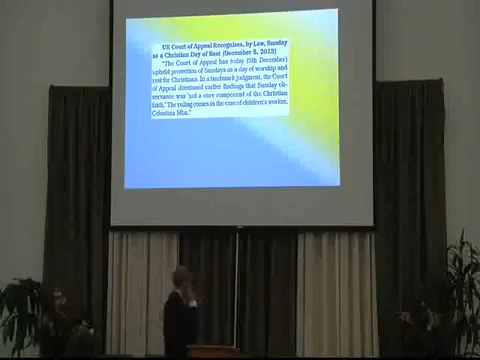 UK Court of Appeal Recognises, by Law, Sunday
as a Christian Day of Rest (December 5, 2013)
"The Court of Appeal has today (5th December)
upheld protection of Sundays as a day of worship and
rest for Christians. In a landmark judgment, the Court
of Appeal dismissed earlier findings that Sunday ob-
servance was 'not a core component of the Christian
faith.' The ruling comes in the case of children's worker,
Celestina Mba."